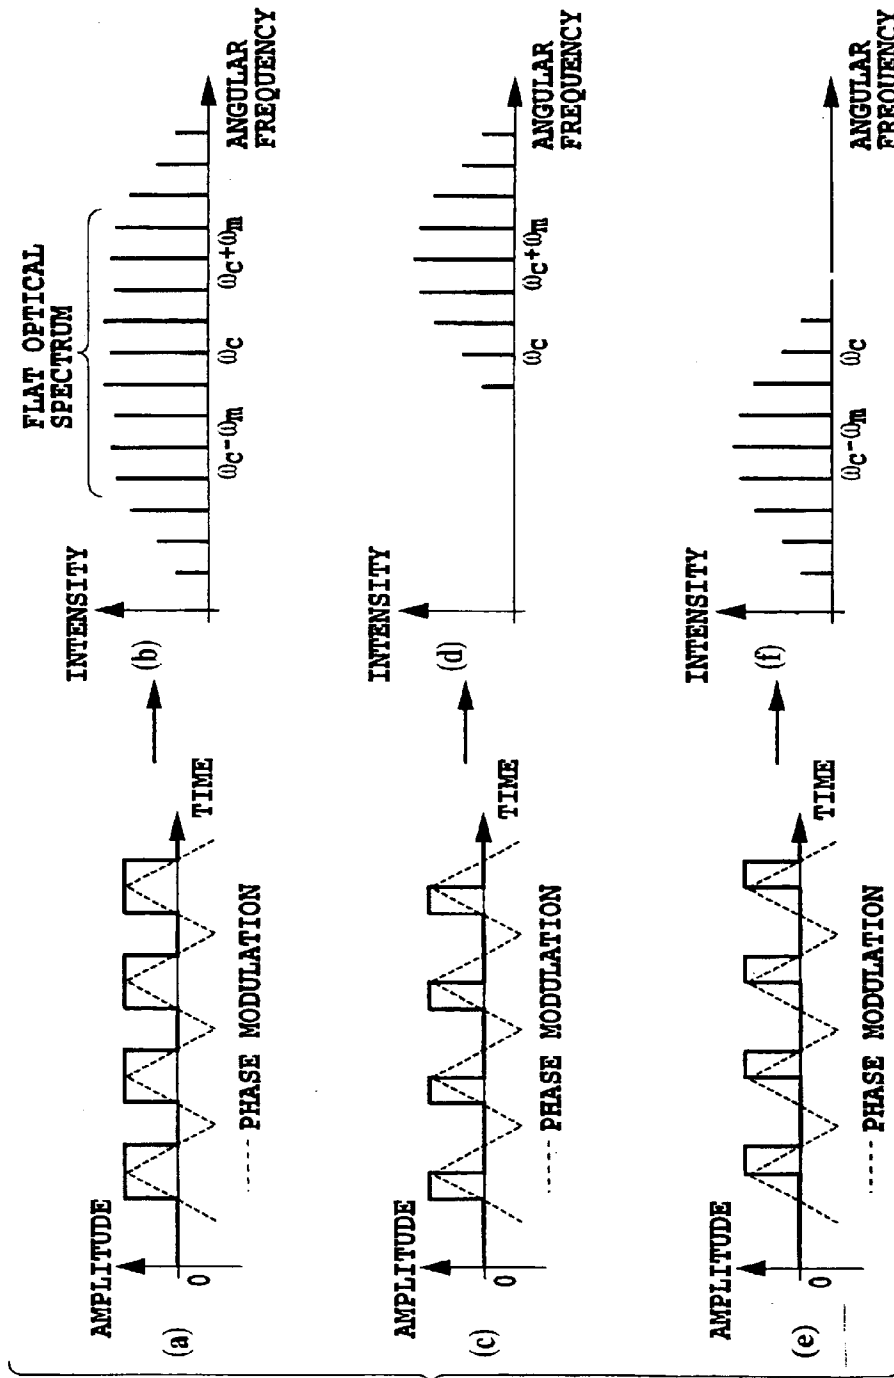 (a)
AMPLITUDE
0
TIME
----- PHASE MODULATION
(b)
INTENSITY
FLAT OPTICAL
SPECTRUM
ωC-ωm
ωC
ωC+ωm
ANGULAR
FREQUENCY
(c)
AMPLITUDE
0
TIME
----- PHASE MODULATION
(d)
INTENSITY
ωC
ωC+ωm
ANGULAR
FREQUENCY
(e)
AMPLITUDE
0
TIME
----- PHASE MODULATION
(f)
INTENSITY
ωC-ωm
ωC
ANGULAR
FREQUENCY